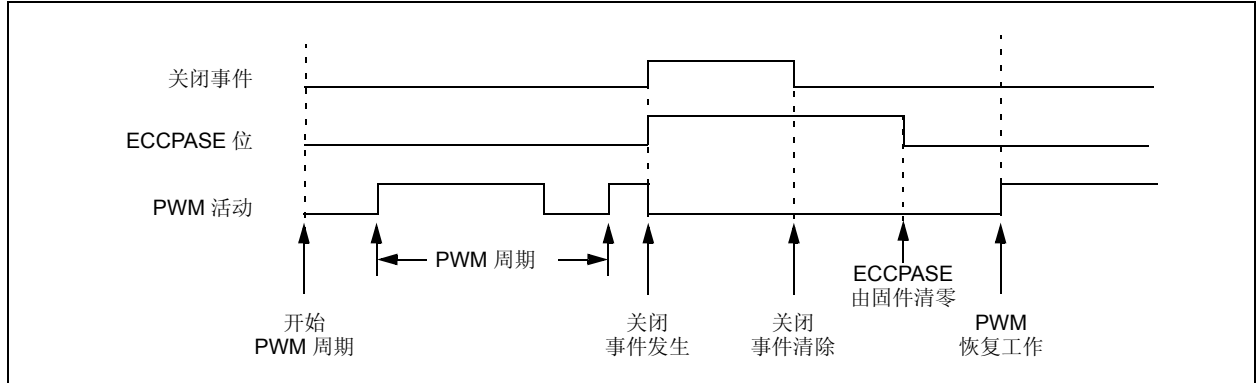 关闭事件
ECCPASE 位
PWM 活动
PWM 周期
ECCPASE
由固件清零
开始
PWM 周期
关闭
事件发生
关闭
事件清除
PWM
恢复工作